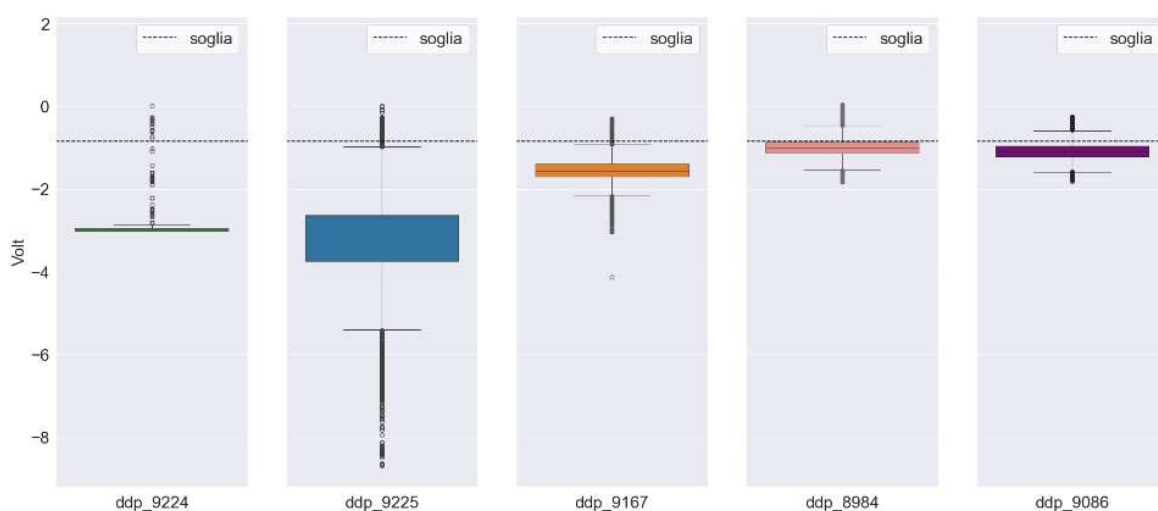 2
soglia
soglia
soglia
soglia
soglia
0
−2
Volt
−4
−6
−8
ddp_9224
ddp_9225
ddp_9167
ddp_8984
ddp_9086